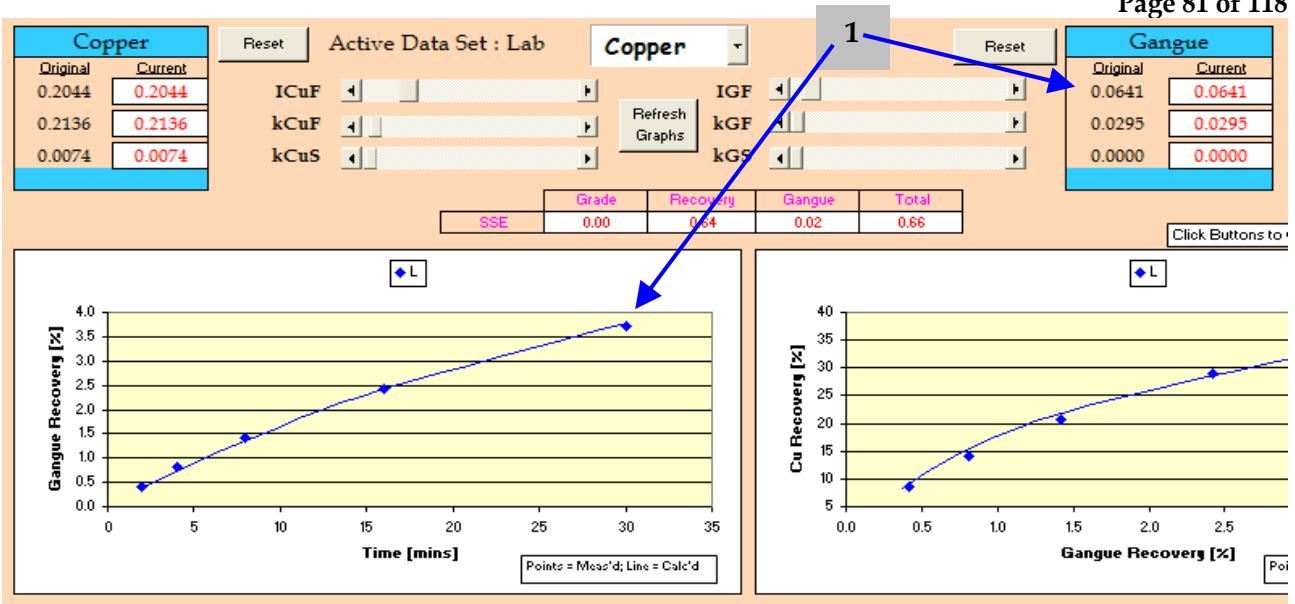 Page 81 of 118
Copper
Original Current
0.2044 0.2044
0.2136 0.2136
0.0074 0.0074
Reset
Active Data Set : Lab
Copper
1
Reset
ICuF
kCuF
kCuS
Refresh
Graphs
IGF
kGF
kGS
Gangue
Original Current
0.0641 0.0641
0.0295 0.0295
0.0000 0.0000
Grade Recovery Gangue Total
SSE 0.00 0.64 0.02 0.66
Click Buttons to
L
Gangue Recovery [%]
4.0
3.5
3.0
2.5
2.0
1.5
1.0
0.5
0.0
0 5 10 15 20 25 30 35
Time [mins]
Points = Meas'd; Line = Calc'd
L
Cu Recovery [%]
40
35
30
25
20
15
10
5
0.0 0.5 1.0 1.5 2.0 2.5
Gangue Recovery [%]
Poi